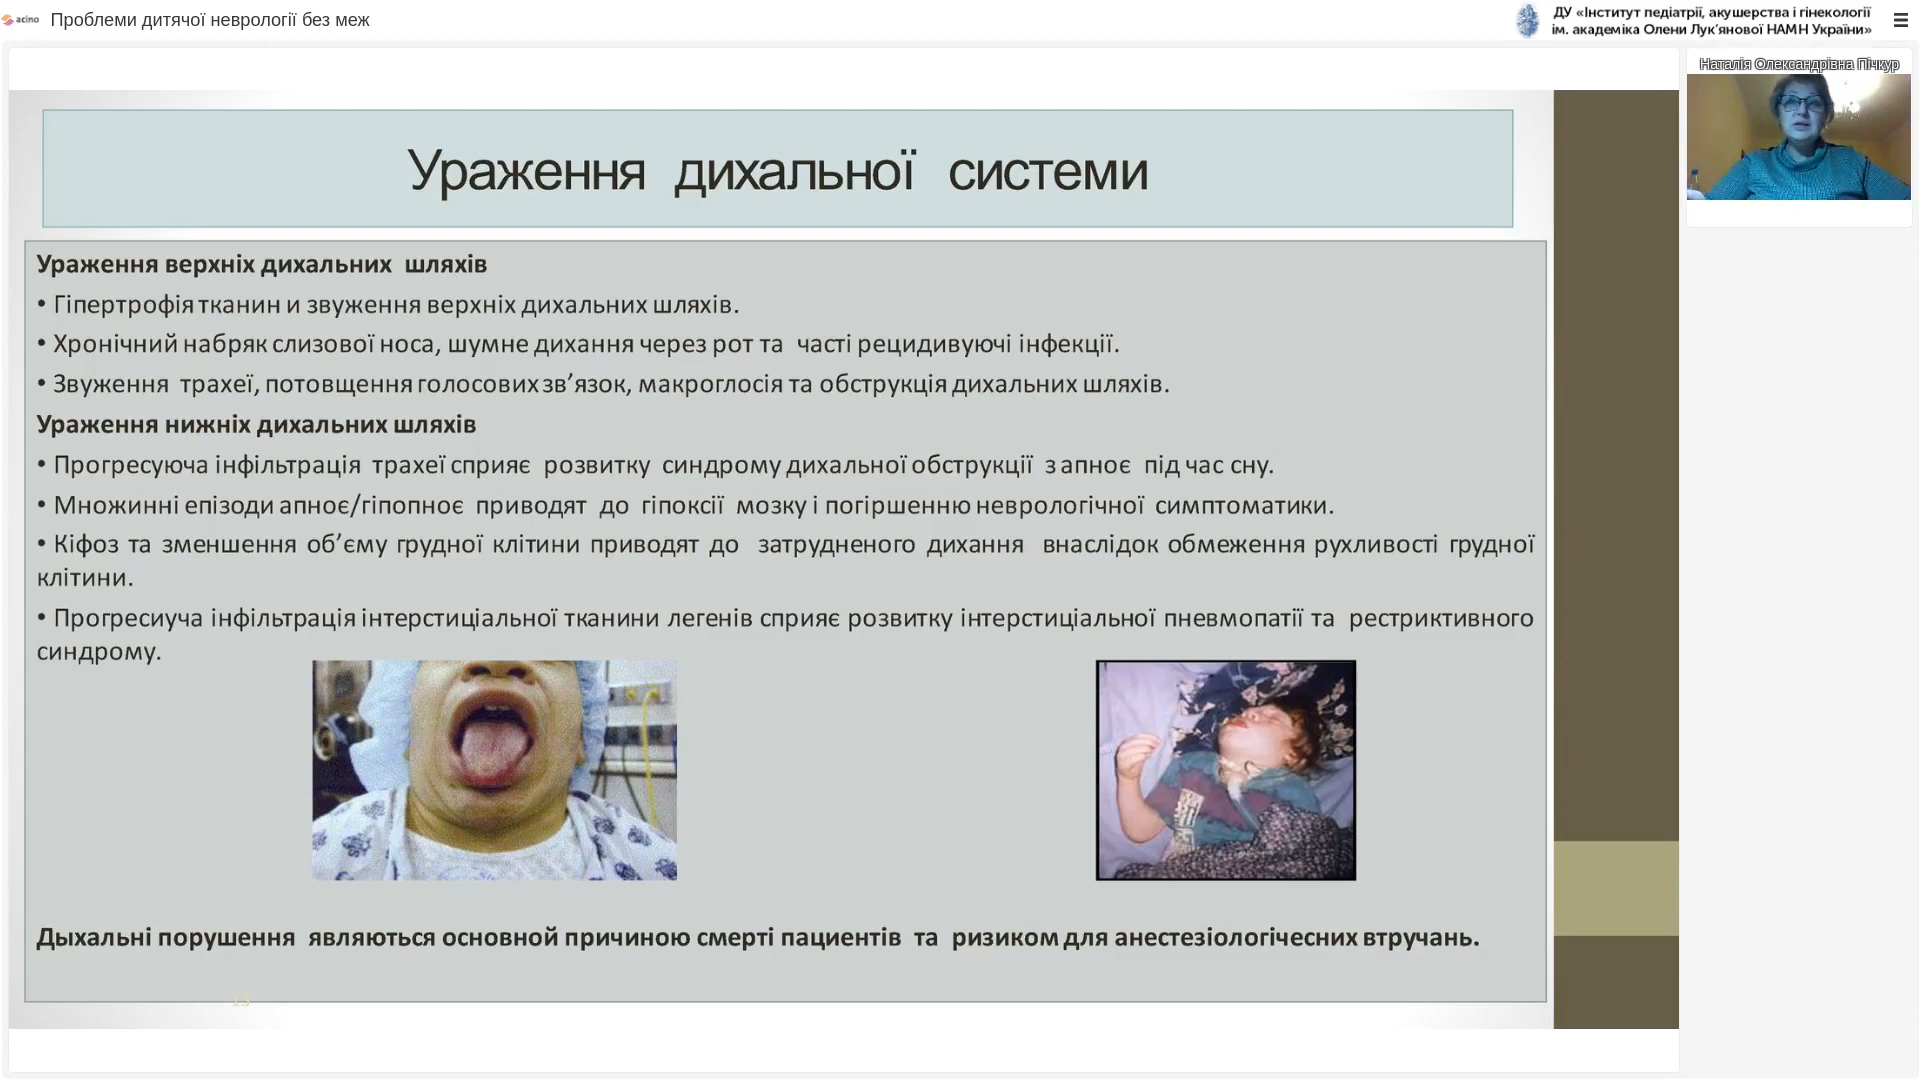 acino Проблеми дитячої неврології без меж
ДУ «Інститут педіатрії, акушерства і гінекології
ім. академіка Олени Лук’янової НАМН України»
Наталія Олександрівна Пічкур
Ураження дихальної системи
Ураження верхніх дихальних шляхів
• Гіпертрофія тканин и звуження верхніх дихальних шляхів.
• Хронічний набряк слизової носа, шумне дихання через рот та часті рецидивуючі інфекції.
• Звуження трахеї, потовщення голосових зв’язок, макроглосія та обструкція дихальних шляхів.
Ураження нижніх дихальних шляхів
• Прогресуюча інфільтрація трахеї сприяє розвитку синдрому дихальної обструкції з апноє під час сну.
• Множинні епізоди апноє/гіпопноє приводят до гіпоксії мозку і погіршенню неврологічної симптоматики.
• Кіфоз та зменшення об’єму грудної клітини приводят до затрудненого дихання внаслідок обмеження рухливості грудної
клітини.
• Прогресиуча інфільтрація інтерстиціальної тканини легенів сприяє розвитку інтерстиціальної пневмопатії та рестриктивного
синдрому.
Дыхальні порушення являються основной причиною смерті пациентів та ризиком для анестезіологічесних втручань.